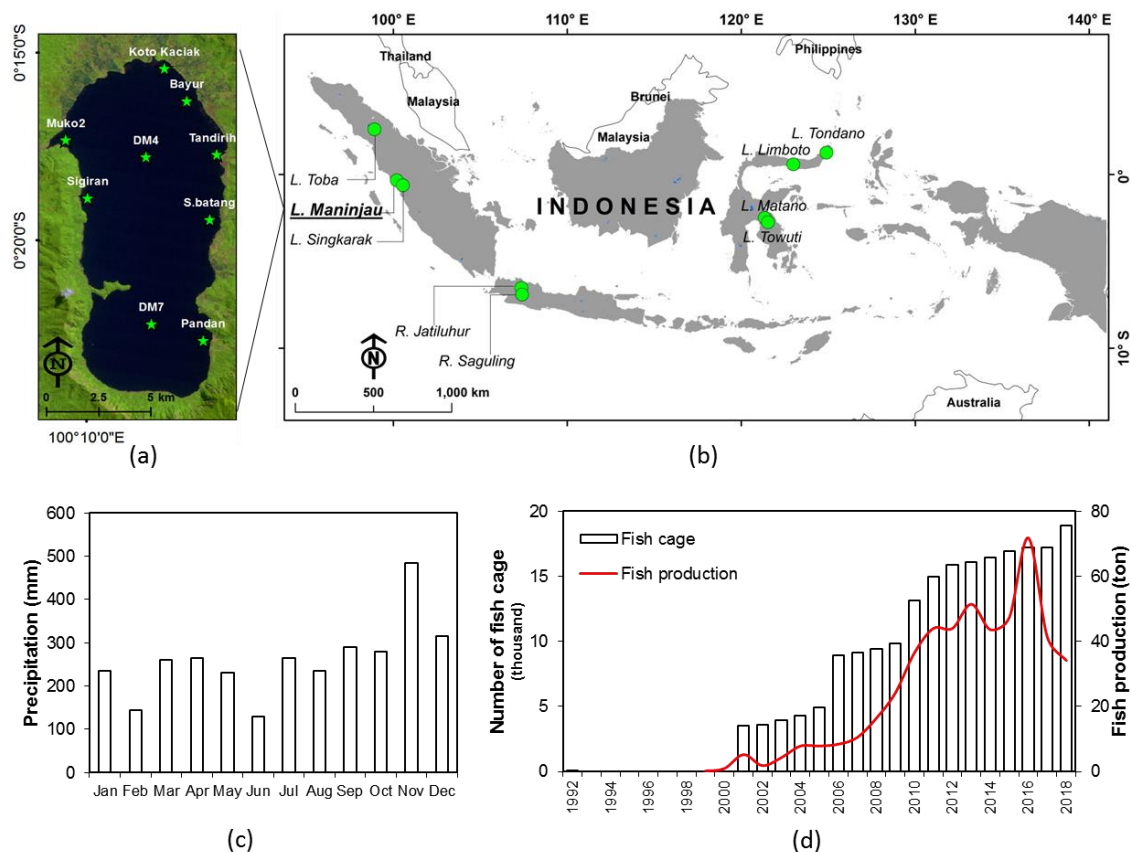 0°15'0"S
0°20'0"S
Koto Kaciak
Bayur
Muko2
DM4
Tandirih
Sigiran
S.batang
DM7
Pandan
N
0 2.5 5 km
100°10'0"E
(a)
100° E
110° E
120° E
130° E
140° E
0°
10° S
Thailand
Malaysia
Philippines
Brunei
Malaysia
L. Tondano
L. Limboto
L. Toba
L. Maninjau
INDONESIA
L. Matano
L. Singkarak
L. Towuti
R. Jatiluhur
R. Saguling
N
0 500 1,000 km
Australia
(b)
Precipitation (mm)
600
500
400
300
200
100
0
Jan Feb Mar Apr May Jun Jul Aug Sep Oct Nov Dec
(c)
Number of fish cage
(thousand)
20
15
10
5
0
Fish cage
Fish production
80
60
40
20
0
Fish production (ton)
1992 1994 1996 1998 2000 2002 2004 2006 2008 2010 2012 2014 2016 2018
(d)